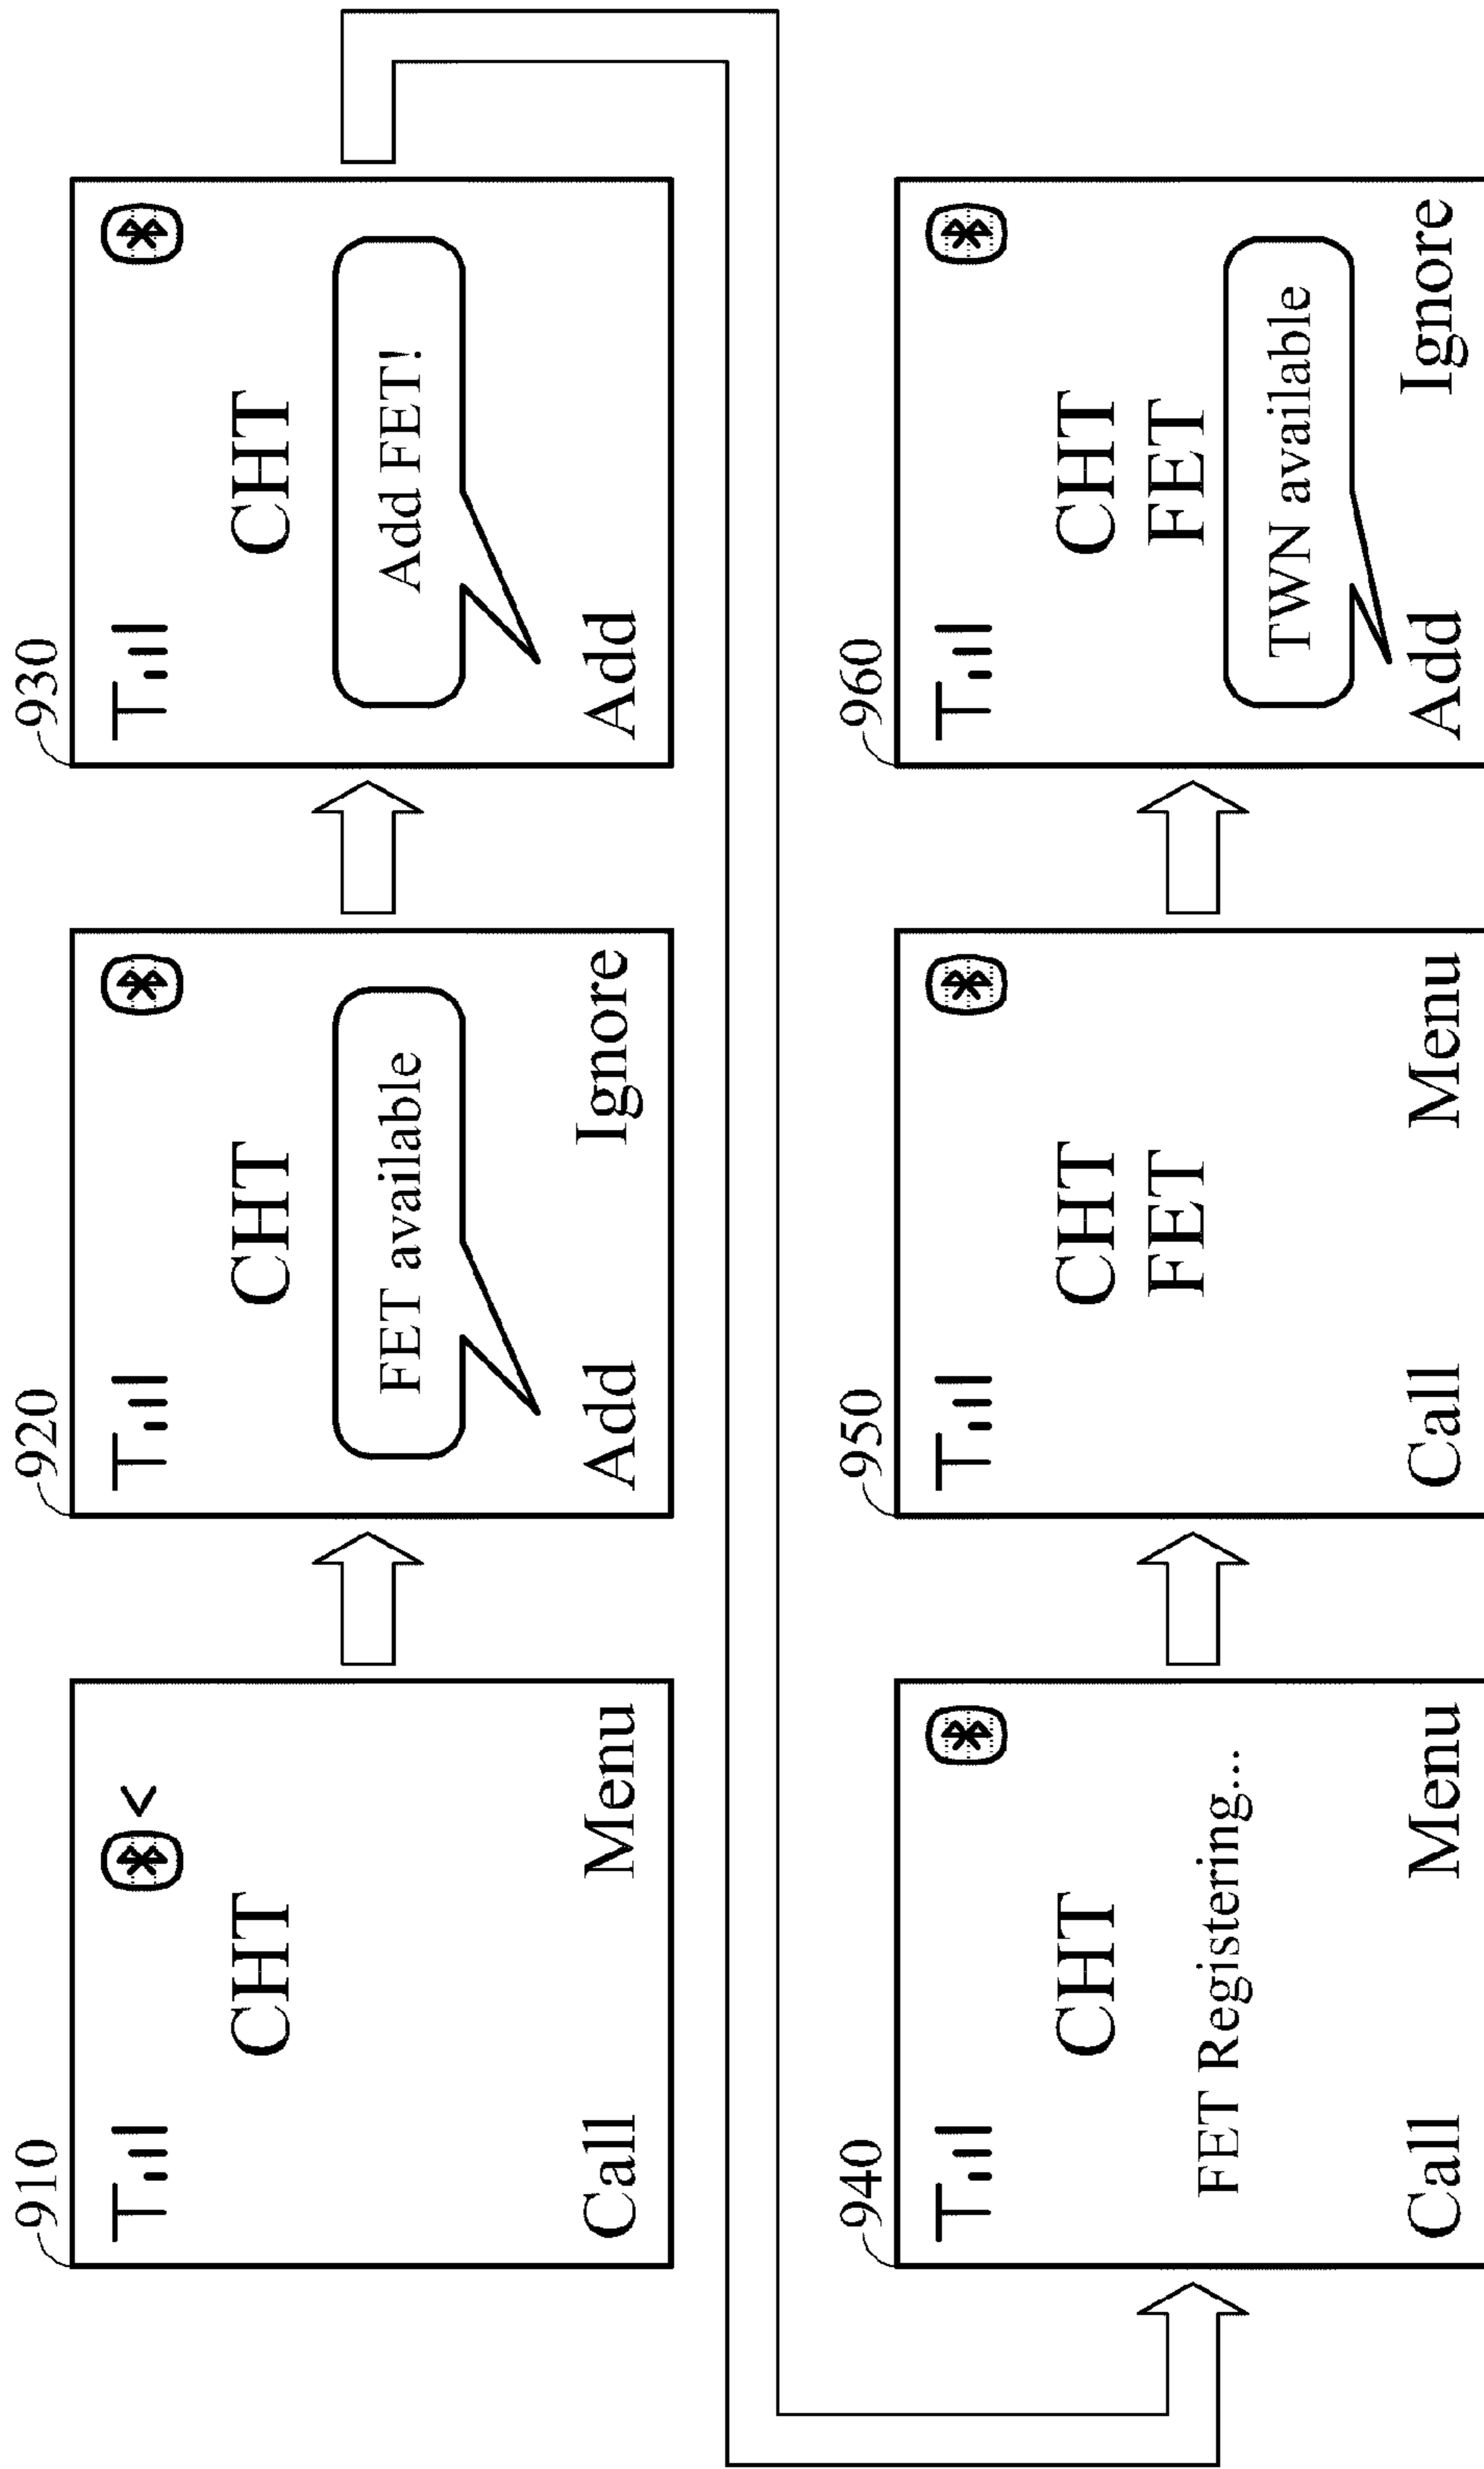 910
CHT
<
Call Menu
920
CHT
FET available
Add Ignore
930
CHT
Add FET!
Add
940
CHT
FET Registering...
Call Menu
950
CHT
FET
Call Menu
960
CHT
FET
TWN available
Add Ignore